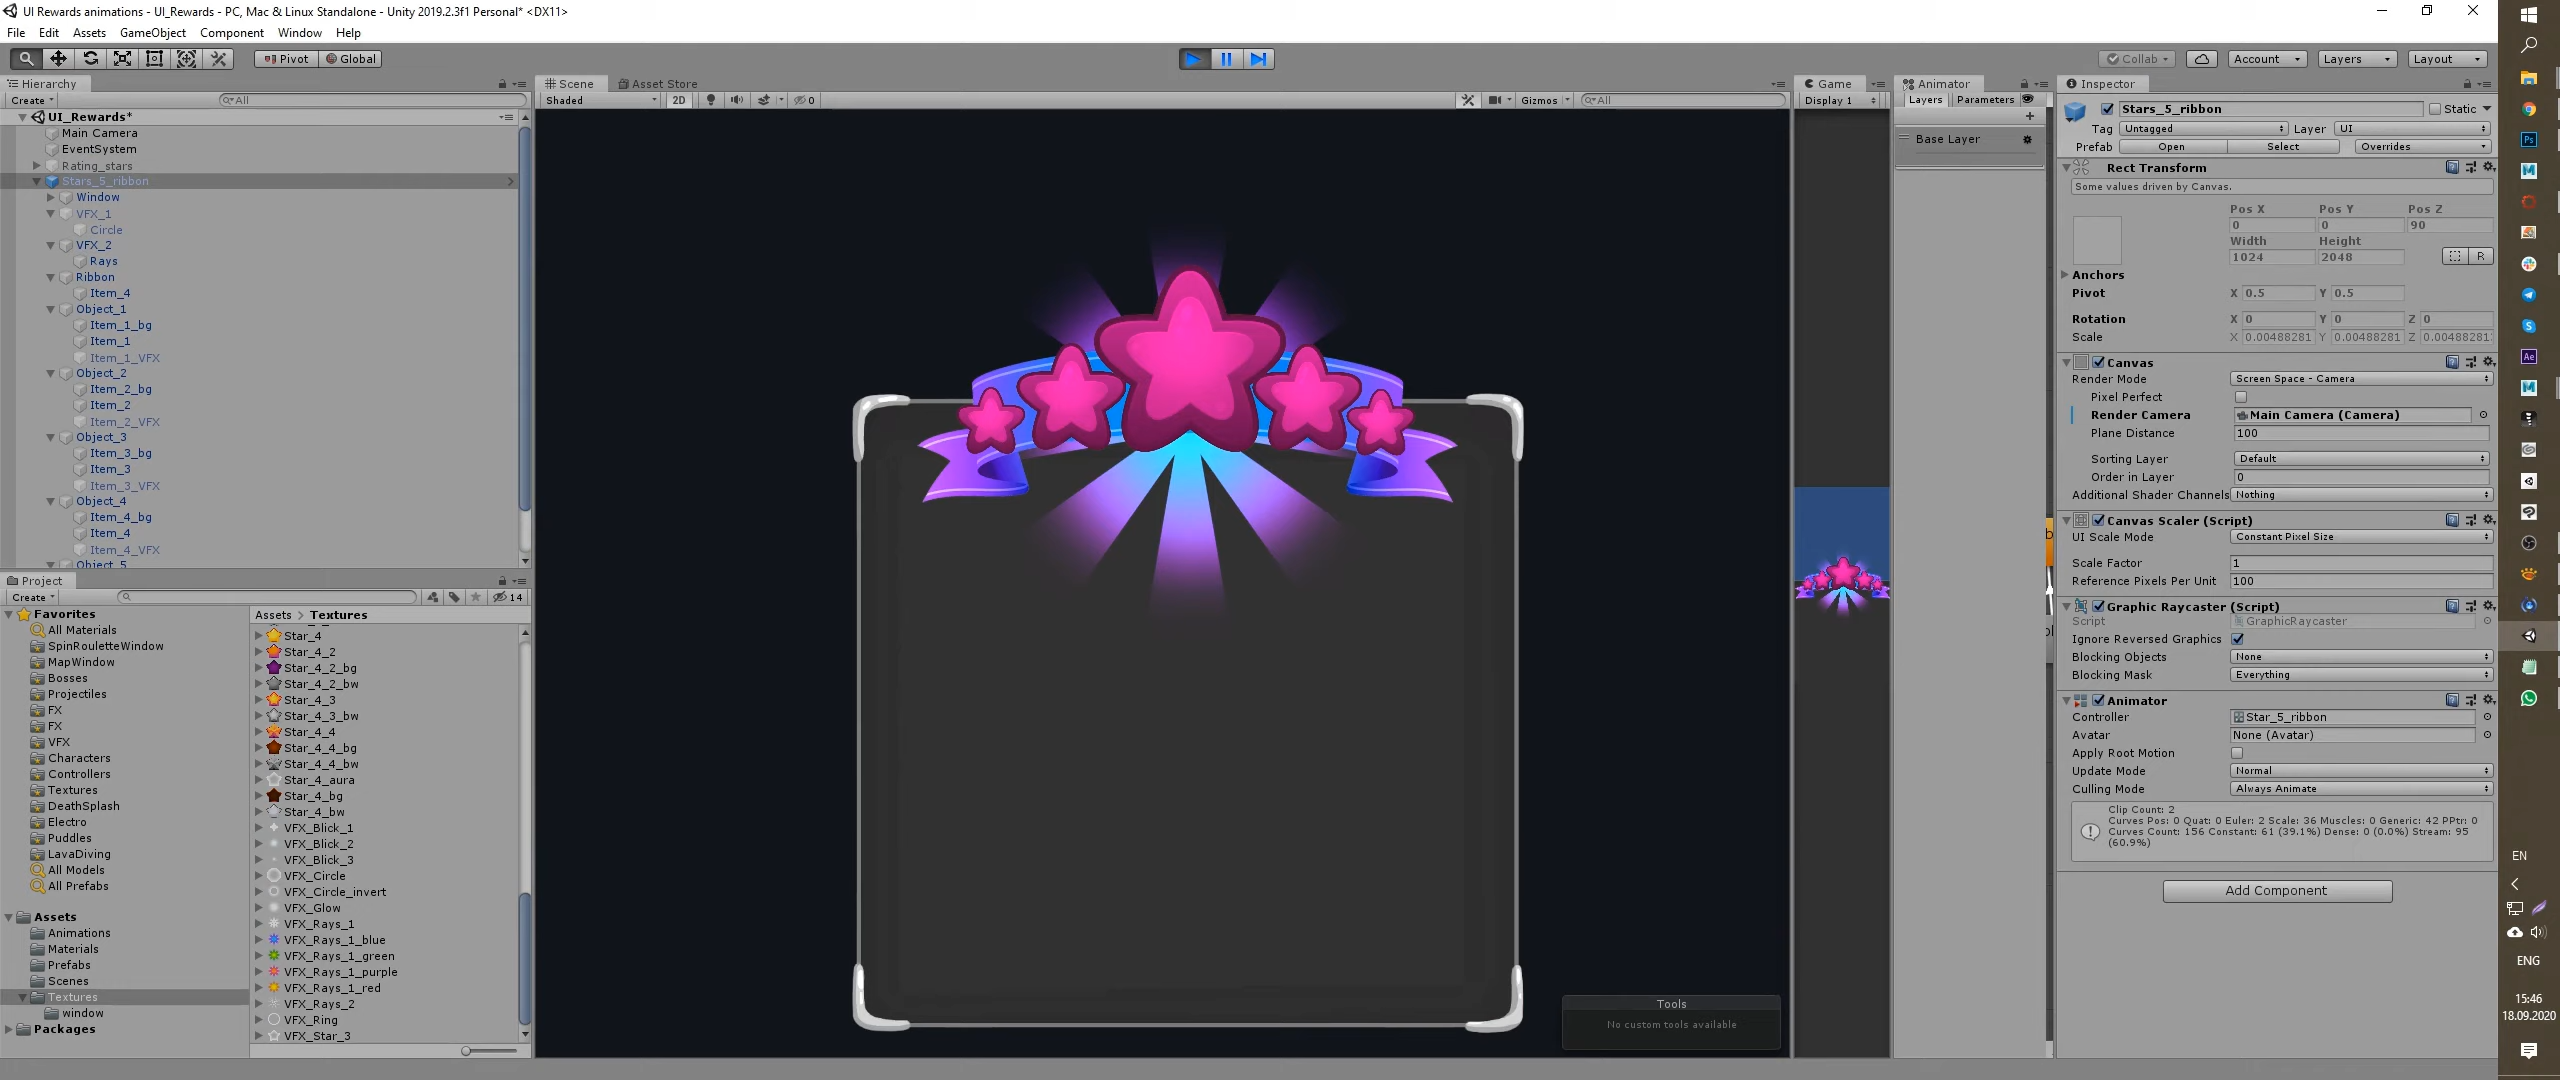 UI Rewards animations - UI_Rewards - PC, Mac & Linux Standalone - Unity 2019.2.3f1 Personal* <DX11>
File Edit Assets GameObject Component Window Help
Pivot Global
Collab Account Layers Layout
Hierarchy
Create All
UI_Rewards*
Main Camera
EventSystem
Rating_stars
Stars_5_ribbon
Window
VFX_1
Circle
VFX_2
Rays
Ribbon
Item_4
Object_1
Item_1_bg
Item_1
Item_1_VFX
Object_2
Item_2_bg
Item_2
Item_2_VFX
Object_3
Item_3_bg
Item_3
Item_3_VFX
Object_4
Item_4_bg
Item_4
Item_4_VFX
Object_5
Project
Create 14
Favorites
All Materials
SpinRouletteWindow
MapWindow
Bosses
Projectiles
FX
FX
VFX
Characters
Controllers
Textures
DeathSplash
Electro
Puddles
LavaDiving
All Models
All Prefabs
Assets
Animations
Materials
Prefabs
Scenes
Textures
window
Packages
Assets > Textures
Star_4
Star_4_2
Star_4_2_bg
Star_4_2_bw
Star_4_3
Star_4_3_bw
Star_4_4
Star_4_4_bg
Star_4_4_bw
Star_4_aura
Star_4_bg
Star_4_bw
VFX_Blick_1
VFX_Blick_2
VFX_Blick_3
VFX_Circle
VFX_Circle_invert
VFX_Glow
VFX_Rays_1
VFX_Rays_1_blue
VFX_Rays_1_green
VFX_Rays_1_purple
VFX_Rays_1_red
VFX_Rays_2
VFX_Ring
VFX_Star_3
Scene Asset Store
Shaded 2D 0 Gizmos All
Tools
No custom tools available
Game
Display 1
Animator
Layers Parameters
Base Layer
Inspector
Stars_5_ribbon Static
Tag Untagged Layer UI
Prefab Open Select Overrides
Rect Transform
Some values driven by Canvas.
Pos X Pos Y Pos Z
0 0 90
Width Height
1024 2048
R
Anchors
Pivot X 0.5 Y 0.5
Rotation X 0 Y 0 Z 0
Scale X 0.00488281 Y 0.00488281 Z 0.00488281
Canvas
Render Mode Screen Space - Camera
Pixel Perfect
Render Camera Main Camera (Camera)
Plane Distance 100
Sorting Layer Default
Order in Layer 0
Additional Shader Channels Nothing
Canvas Scaler (Script)
UI Scale Mode Constant Pixel Size
Scale Factor 1
Reference Pixels Per Unit 100
Graphic Raycaster (Script)
Script GraphicRaycaster
Ignore Reversed Graphics
Blocking Objects None
Blocking Mask Everything
Animator
Controller Star_5_ribbon
Avatar None (Avatar)
Apply Root Motion
Update Mode Normal
Culling Mode Always Animate
Clip Count: 2
Curves Pos: 0 Quat: 0 Euler: 2 Scale: 36 Muscles: 0 Generic: 42 PPtr: 0
Curves Count: 156 Constant: 61 (39.1%) Dense: 0 (0.0%) Stream: 95
(60.9%)
Add Component
Ps
Ae
EN
ENG
15:46
18.09.2020